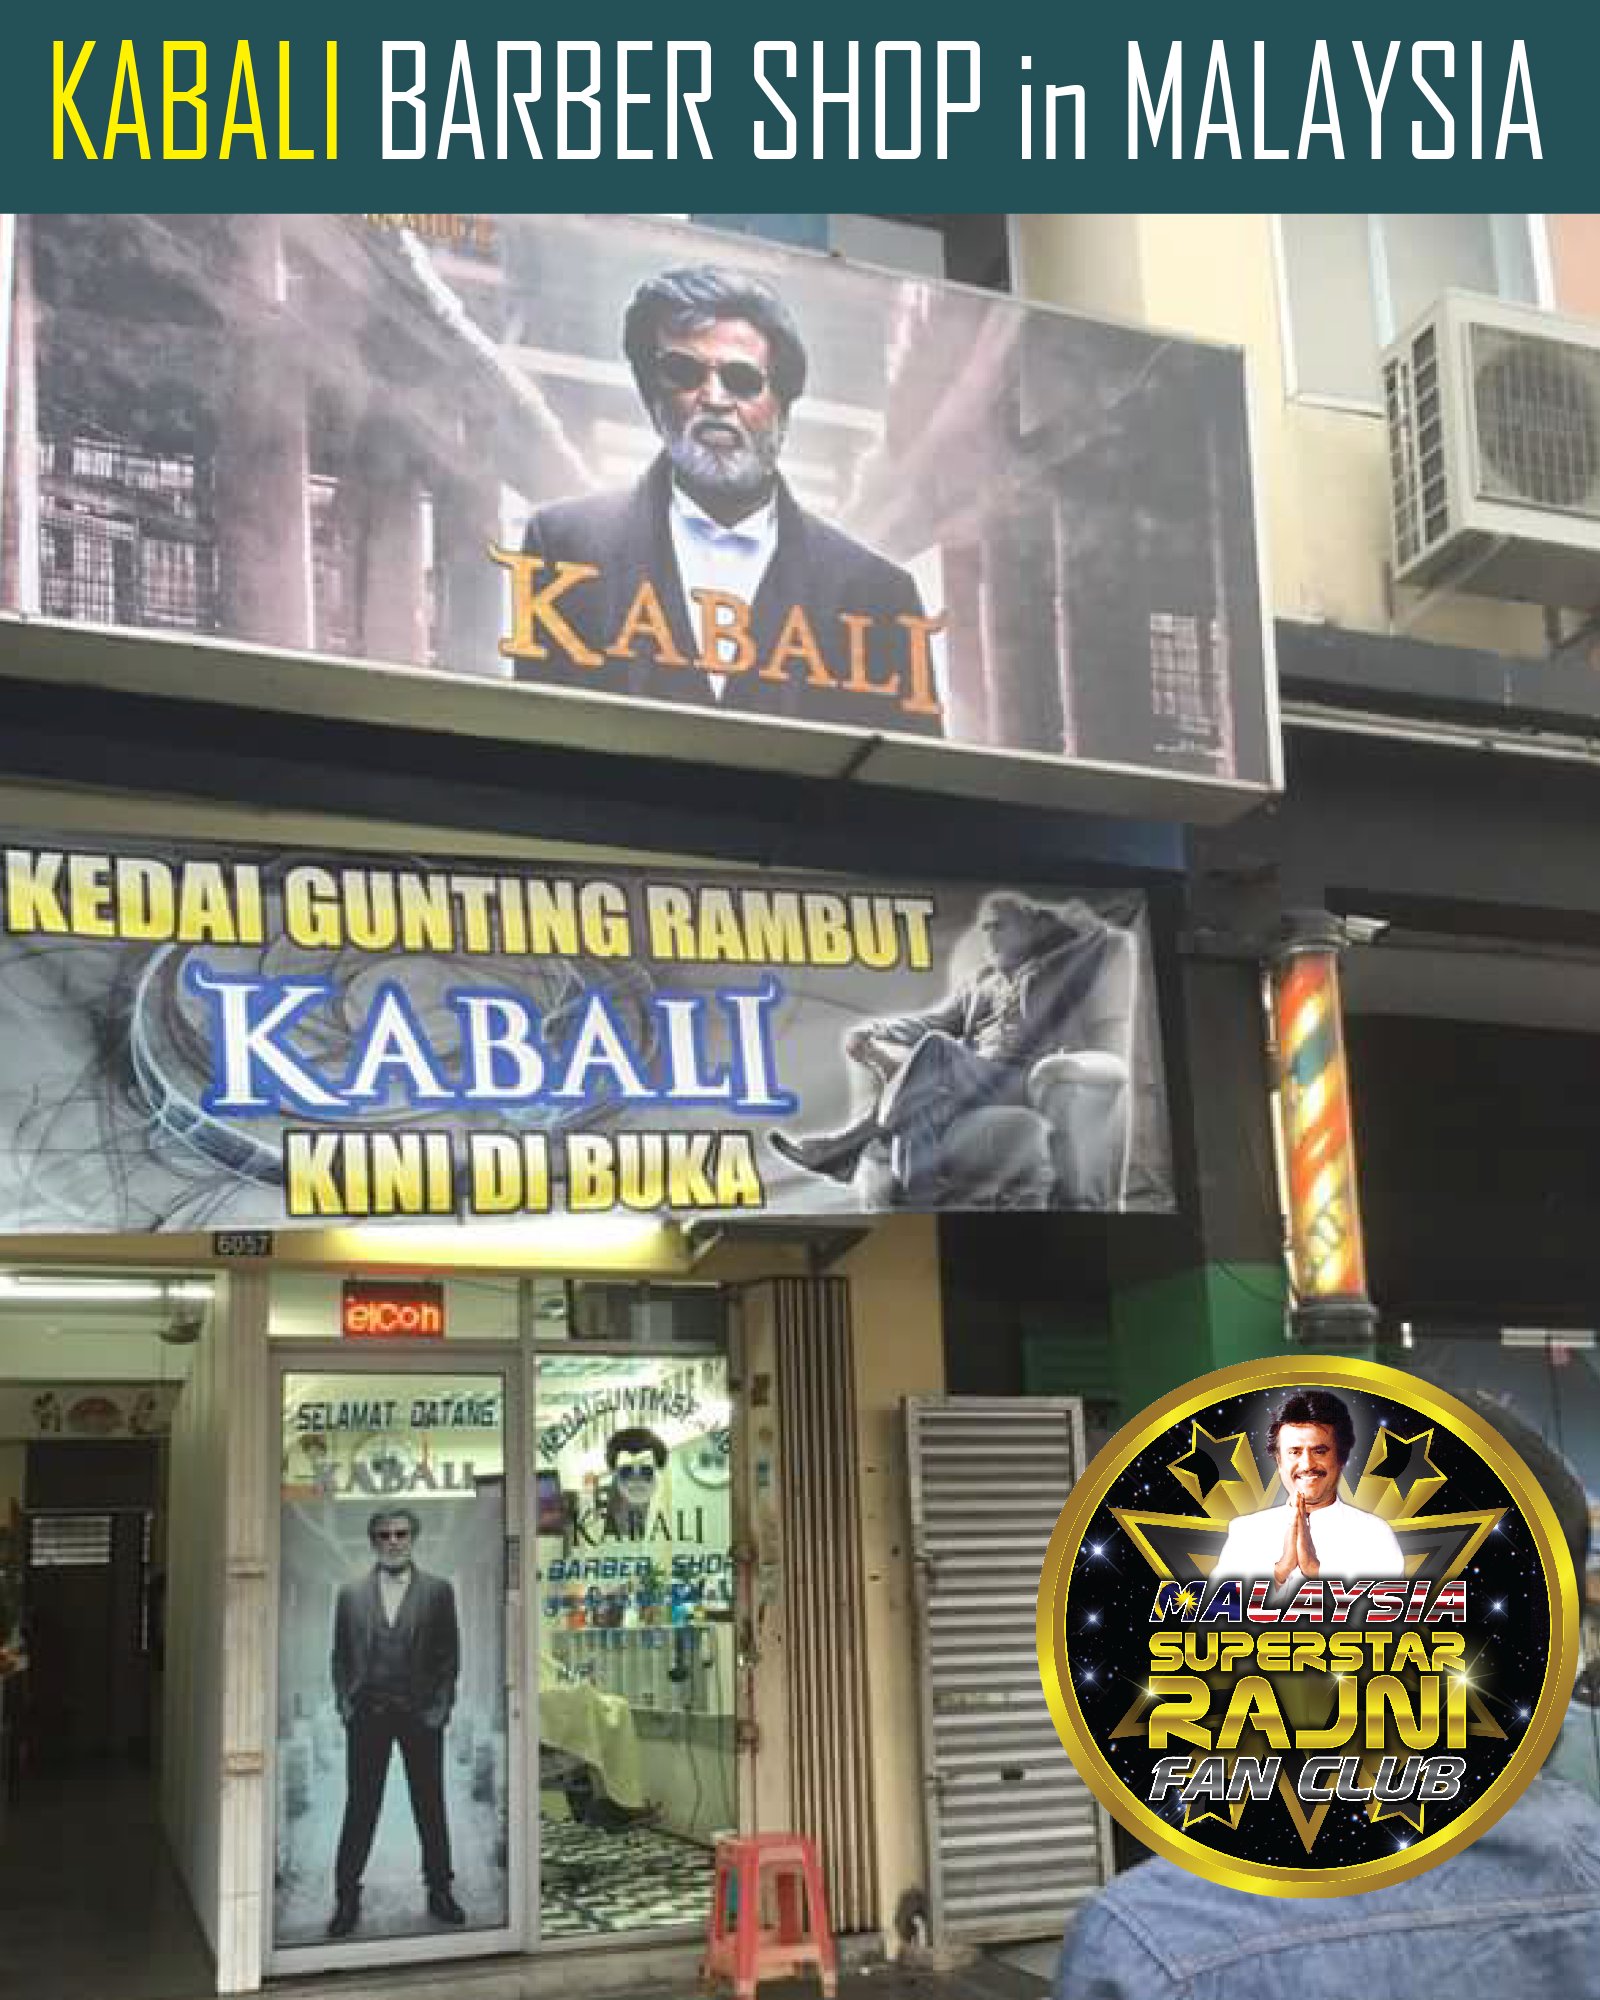 KABALI BARBER SHOP in MALAYSIA
KABALI
KEDAI GUNTING RAMBUT
KABALI
KINI DI BUKA
6057
elCoh
SELAMAT DATANG
KABALI
KABALI
BARBER SHOP
MALAYSIA
SUPERSTAR
RAJNI
FAN CLUB